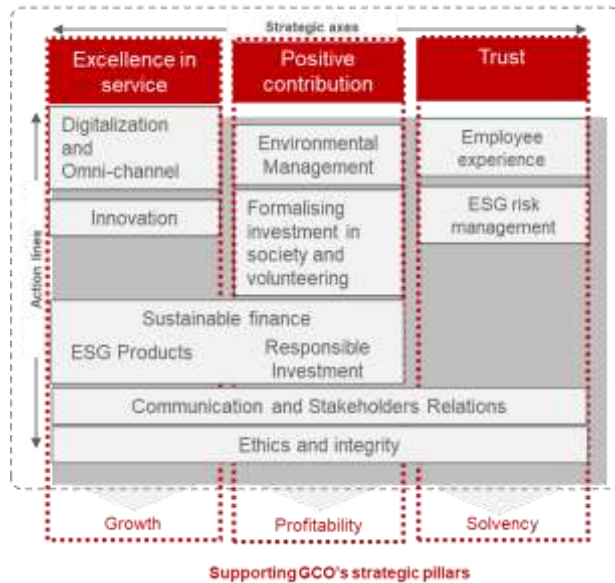 Strategic axes
Excellence in
service
Positive
contribution
Trust
Action lines
Digitalization
and
Omni-channel
Innovation
Environmental
Management
Formalising
investment in
society and
volunteering
Employee
experience
ESG risk
management
Sustainable finance
ESG Products
Responsible
Investment
Communication and Stakeholders Relations
Ethics and integrity
Growth
Profitability
Solvency
Supporting GCO's strategic pillars